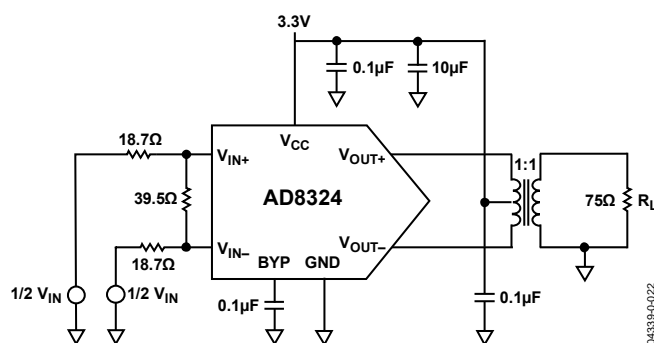 3.3V
0.1µF
10µF
18.7Ω
39.5Ω
18.7Ω
VIN+
VIN–
VCC
AD8324
VOUT+
VOUT–
BYP
GND
1:1
75Ω
RL
1/2 VIN
1/2 VIN
0.1µF
0.1µF
04339-0-022